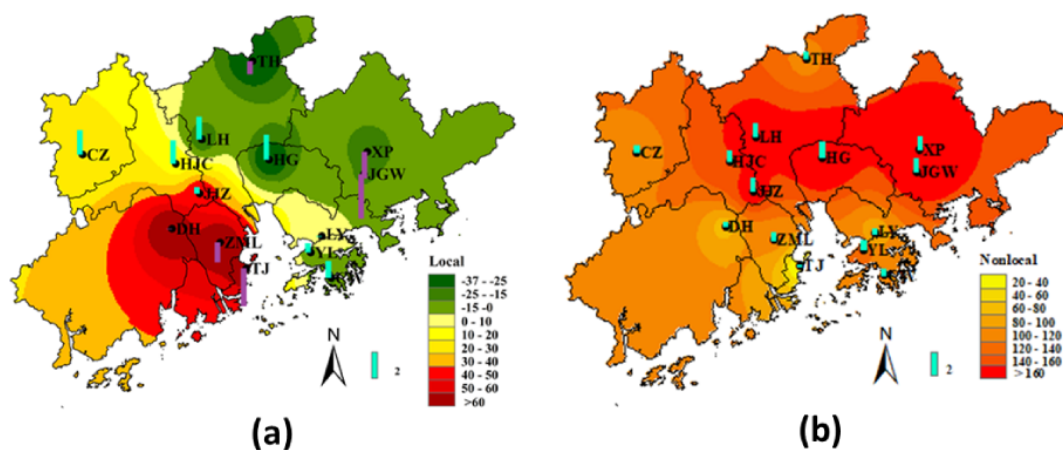 TH
LH
HG
XP
JGW
CZ
HJC
JHZ
DH
ZML
LY
YL
TJ
Local
-37 - -25
-25 - -15
-15 -0
0 - 10
10 - 20
20 - 30
30 - 40
40 - 50
50 - 60
>60
N
2
(a)
TH
LH
HG
XP
JGW
CZ
HJC
JJZ
DH
ZML
LY
YL
TJ
Nonlocal
20 - 40
40 - 60
60 - 80
80 - 100
100 - 120
120 - 140
140 - 160
>160
N
2
(b)